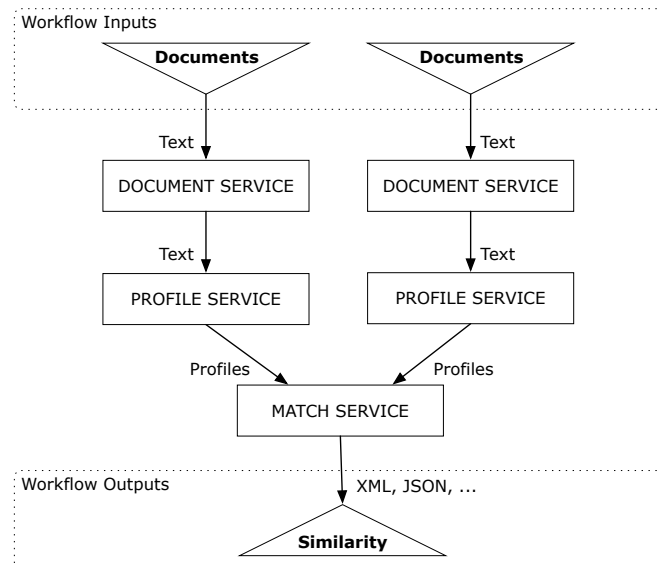 Workflow Inputs
Documents
Documents
Text
Text
DOCUMENT SERVICE
DOCUMENT SERVICE
Text
Text
PROFILE SERVICE
PROFILE SERVICE
Profiles
Profiles
MATCH SERVICE
Workflow Outputs
XML, JSON, ...
Similarity